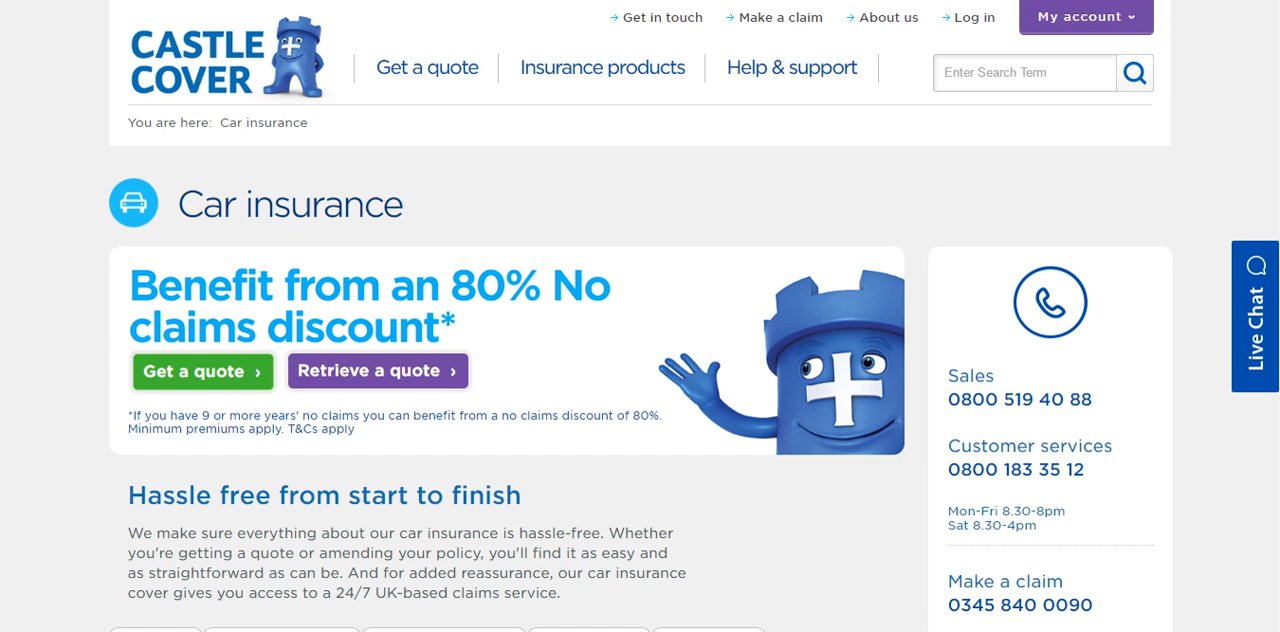 Get in touch
Make a claim
About us
Log in
My account
CASTLE
COVER
Get a quote
Insurance products
Help & support
Enter Search Term
You are here: Car insurance
Car insurance
Benefit from an 80% No
claims discount*
Get a quote ›
Retrieve a quote ›
*If you have 9 or more years' no claims you can benefit from a no claims discount of 80%.
Minimum premiums apply. T&Cs apply
Hassle free from start to finish
We make sure everything about our car insurance is hassle-free. Whether
you're getting a quote or amending your policy, you'll find it as easy and
as straightforward as can be. And for added reassurance, our car insurance
cover gives you access to a 24/7 UK-based claims service.
Sales
0800 519 40 88
Customer services
0800 183 35 12
Mon-Fri 8.30-8pm
Sat 8.30-4pm
Make a claim
0345 840 0090
Live Chat